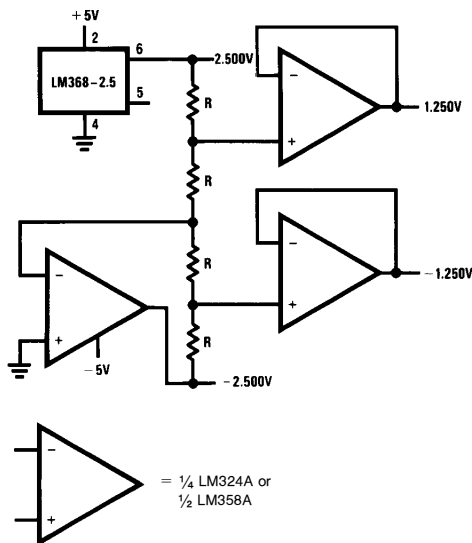 +5V
2
6
2.500V
LM368-2.5
5
4
R
−
+
1.250V
R
R
−
+
−1.250V
−
+
−5V
R
−2.500V
−
+
= ¼ LM324A or
½ LM358A